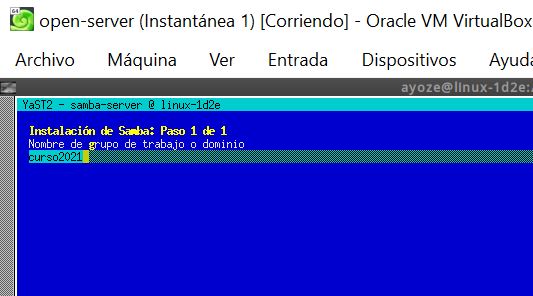 64
open-server (Instantánea 1) [Corriendo] - Oracle VM VirtualBox
Archivo Máquina Ver Entrada Dispositivos Ayuda
ayoze@linux-1d2e:
YaST2 - samba-server @ linux-1d2e
Instalación de Samba: Paso 1 de 1
Nombre de grupo de trabajo o dominio
curso2021